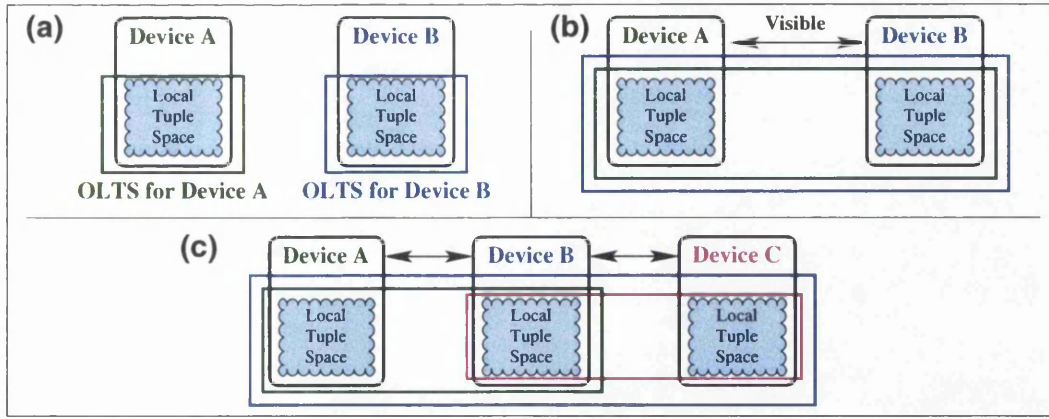 (a)
Device A
Local
Tuple
Space
OLTS for Device A
Device B
Local
Tuple
Space
OLTS for Device B
(b)
Device A
Visible
Device B
Local
Tuple
Space
Local
Tuple
Space
(c)
Device A
Device B
Device C
Local
Tuple
Space
Local
Tuple
Space
Local
Tuple
Space